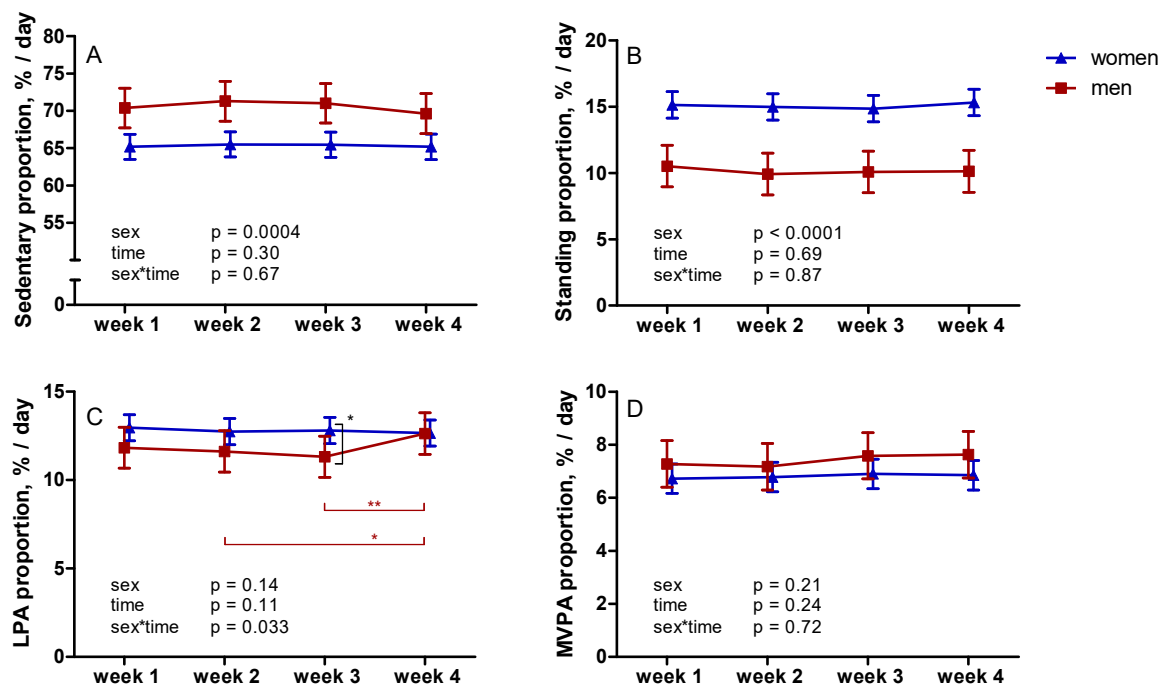 A
Sedentary proportion, % / day
80
75
70
65
60
55
0
sex p = 0.0004
time p = 0.30
sex*time p = 0.67
week 1 week 2 week 3 week 4
B
Standing proportion, % / day
20
15
10
5
0
sex p < 0.0001
time p = 0.69
sex*time p = 0.87
week 1 week 2 week 3 week 4
women
men
C
LPA proportion, % / day
15
10
5
0
*
**
*
sex p = 0.14
time p = 0.11
sex*time p = 0.033
week 1 week 2 week 3 week 4
D
MVPA proportion, % / day
10
8
6
4
2
0
sex p = 0.21
time p = 0.24
sex*time p = 0.72
week 1 week 2 week 3 week 4